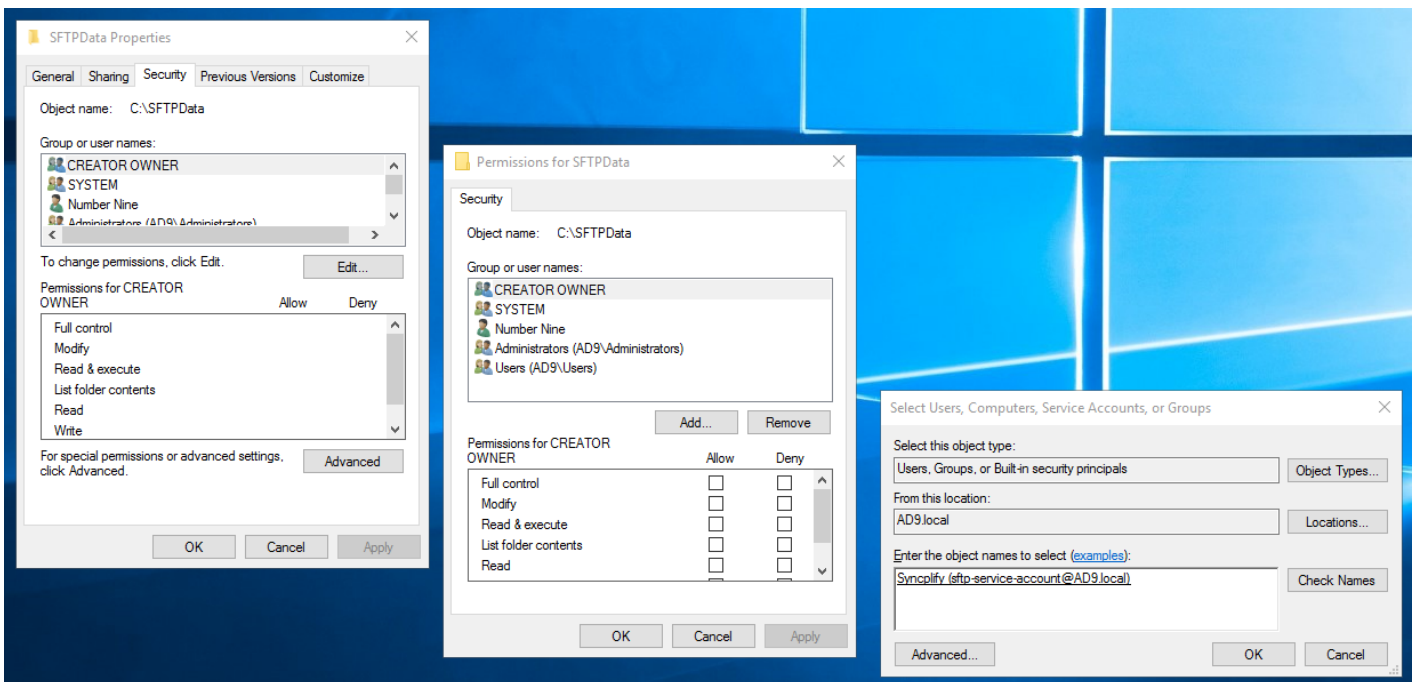 SFTPData Properties
General Sharing Security Previous Versions Customize
Object name: C:\SFTPData
Group or user names:
CREATOR OWNER
SYSTEM
Number Nine
Administrators (AD9\Administrators)
To change permissions, click Edit.
Edit...
Permissions for CREATOR
OWNER Allow Deny
Full control
Modify
Read & execute
List folder contents
Read
Write
For special permissions or advanced settings,
click Advanced.
Advanced
OK Cancel Apply
Permissions for SFTPData
Security
Object name: C:\SFTPData
Group or user names:
CREATOR OWNER
SYSTEM
Number Nine
Administrators (AD9\Administrators)
Users (AD9\Users)
Add... Remove
Permissions for CREATOR
OWNER Allow Deny
Full control
Modify
Read & execute
List folder contents
Read
OK Cancel Apply
Select Users, Computers, Service Accounts, or Groups
Select this object type:
Users, Groups, or Built-in security principals Object Types...
From this location:
AD9.local Locations...
Enter the object names to select (examples):
Syncplify (sftp-service-account@AD9.local) Check Names
Advanced... OK Cancel